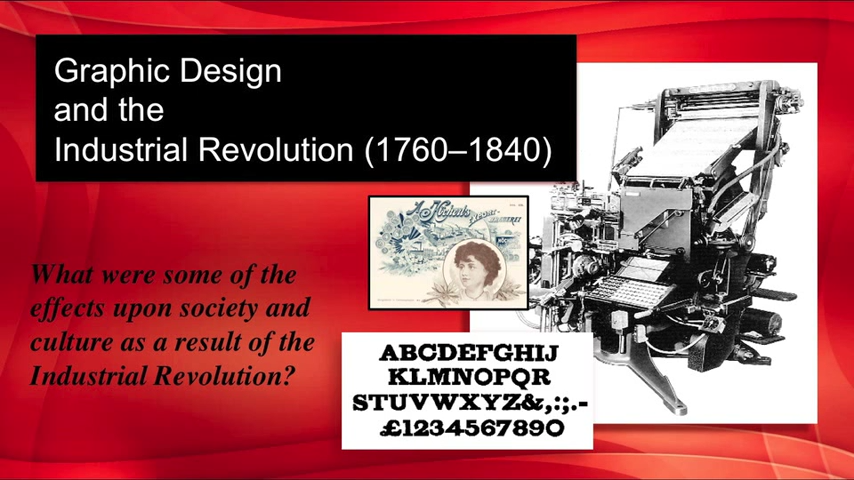 Graphic Design
and the
Industrial Revolution (1760–1840)
What were some of the
effects upon society and
culture as a result of the
Industrial Revolution?
ABCDEFGHIJ
KLMNOPQR
STUVWXYZ&,:;.-
£1234567890